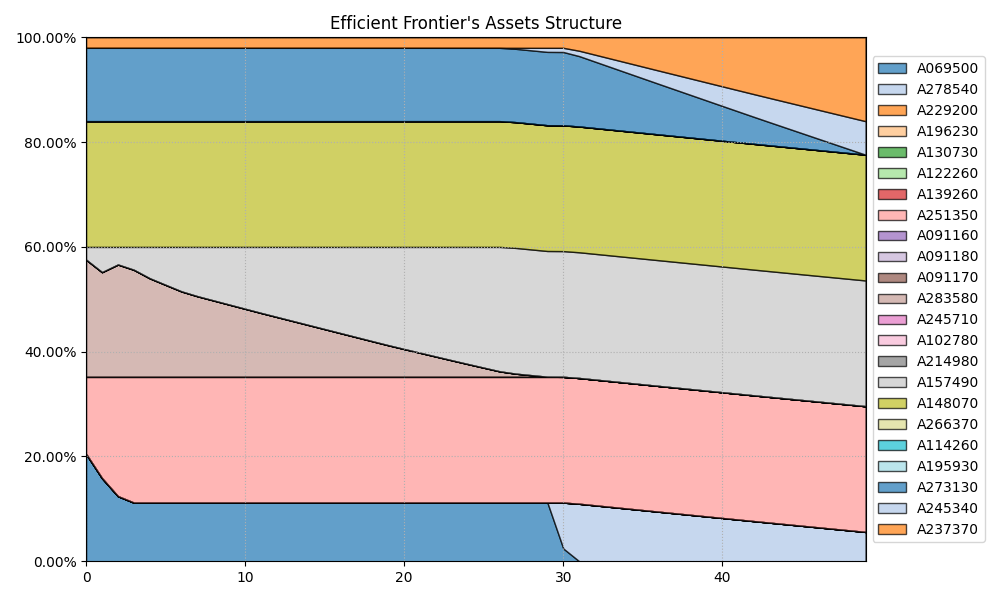 Efficient Frontier's Assets Structure
100.00%
80.00%
60.00%
40.00%
20.00%
0.00%
0
10
20
30
40
A069500
A278540
A229200
A196230
A130730
A122260
A139260
A251350
A091160
A091180
A091170
A283580
A245710
A102780
A214980
A157490
A148070
A266370
A114260
A195930
A273130
A245340
A237370